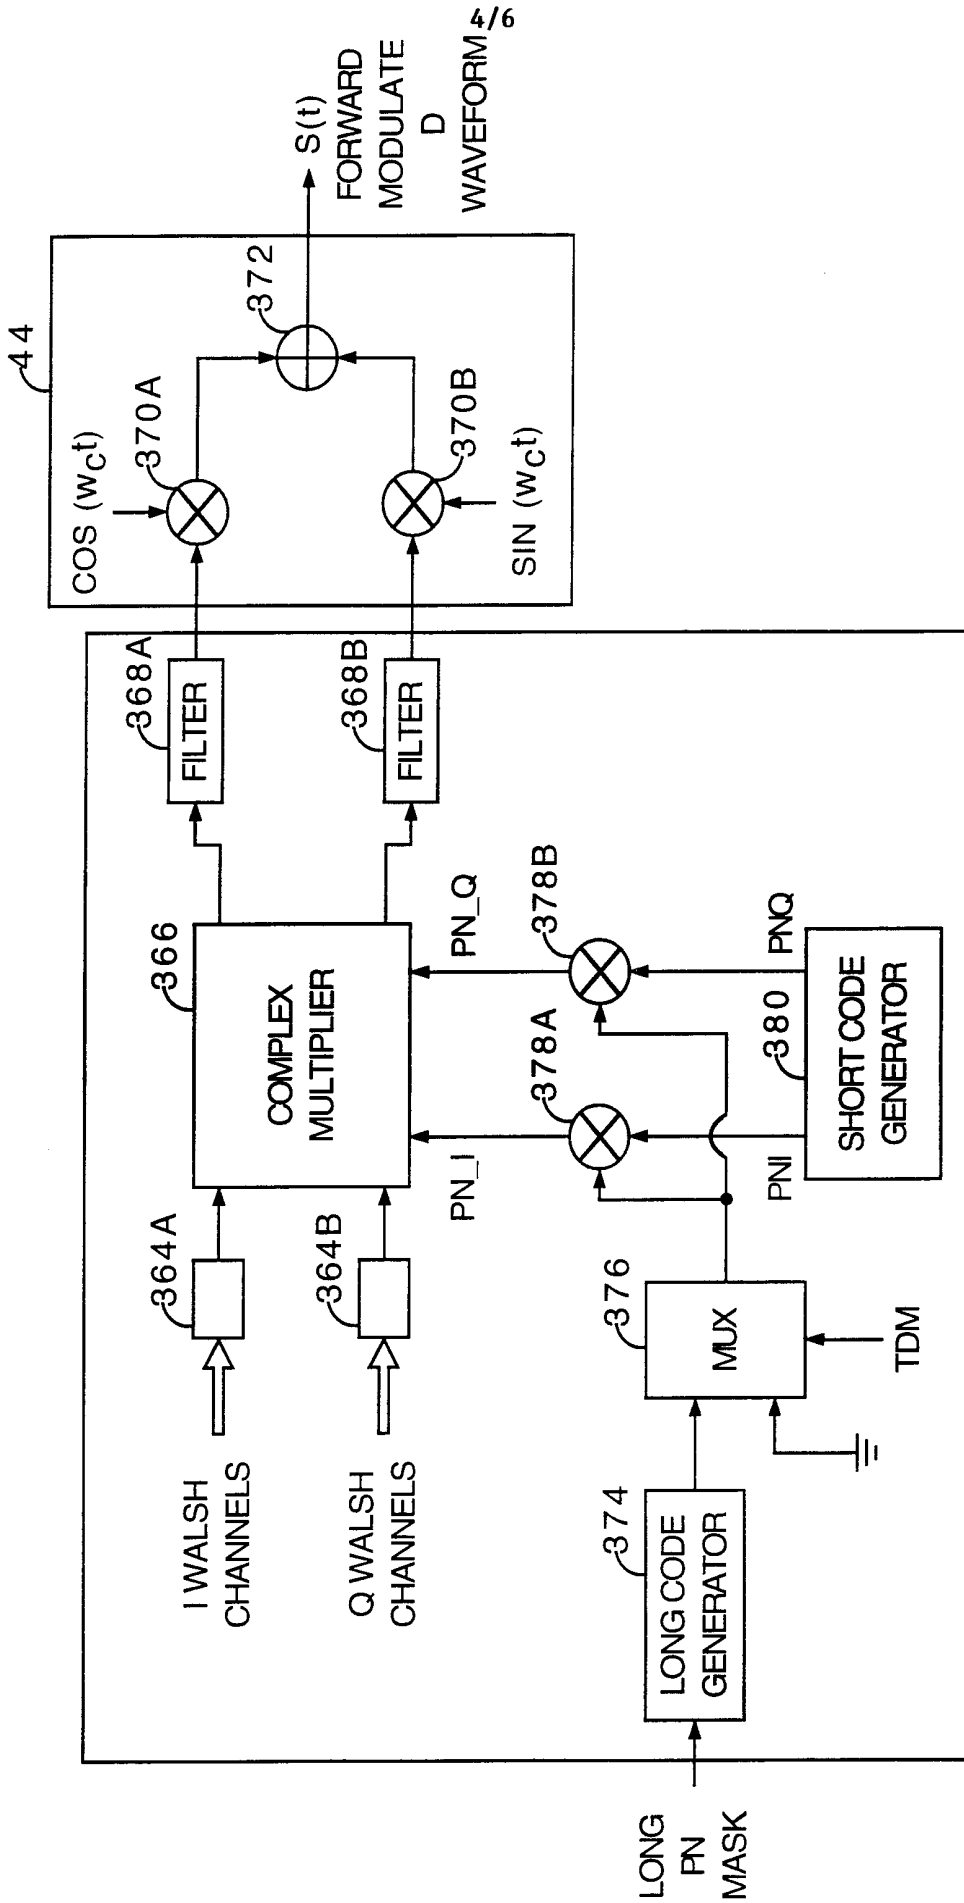 4/6
44
COS (wct)
370A
372
S(t)
FORWARD
MODULATE
D
WAVEFORM
370B
SIN (wct)
368A
FILTER
368B
FILTER
I WALSH
CHANNELS
364A
366
COMPLEX
MULTIPLIER
Q WALSH
CHANNELS
364B
PN_I
PN_Q
378A
378B
LONG
PN
MASK
374
LONG CODE
GENERATOR
376
MUX
TDM
PNI
PNQ
380
SHORT CODE
GENERATOR